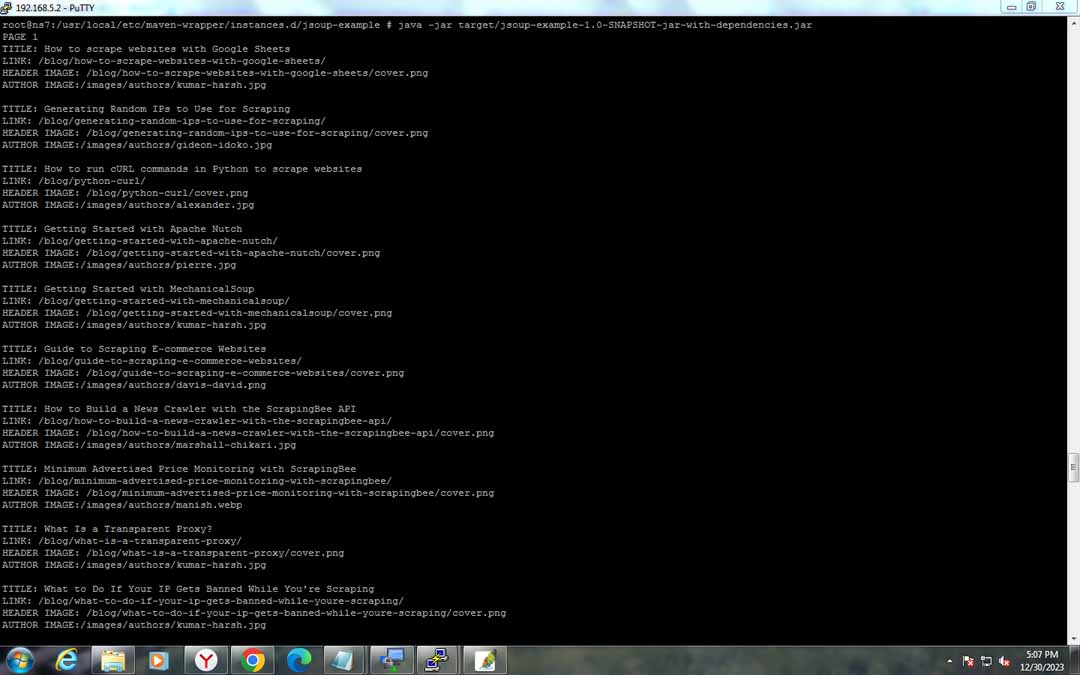 192.168.5.2 - PuTTY
root@ns7:/usr/local/etc/maven-wrapper/instances.d/jsoup-example # java -jar target/jsoup-example-1.0-SNAPSHOT-jar-with-dependencies.jar
PAGE 1
TITLE: How to scrape websites with Google Sheets
LINK: /blog/how-to-scrape-websites-with-google-sheets/
HEADER IMAGE: /blog/how-to-scrape-websites-with-google-sheets/cover.png
AUTHOR IMAGE:/images/authors/kumar-harsh.jpg
TITLE: Generating Random IPs to Use for Scraping
LINK: /blog/generating-random-ips-to-use-for-scraping/
HEADER IMAGE: /blog/generating-random-ips-to-use-for-scraping/cover.png
AUTHOR IMAGE:/images/authors/gideon-idoko.jpg
TITLE: How to run cURL commands in Python to scrape websites
LINK: /blog/python-curl/
HEADER IMAGE: /blog/python-curl/cover.png
AUTHOR IMAGE:/images/authors/alexander.jpg
TITLE: Getting Started with Apache Nutch
LINK: /blog/getting-started-with-apache-nutch/
HEADER IMAGE: /blog/getting-started-with-apache-nutch/cover.png
AUTHOR IMAGE:/images/authors/pierre.jpg
TITLE: Getting Started with MechanicalSoup
LINK: /blog/getting-started-with-mechanicalsoup/
HEADER IMAGE: /blog/getting-started-with-mechanicalsoup/cover.png
AUTHOR IMAGE:/images/authors/kumar-harsh.jpg
TITLE: Guide to Scraping E-commerce Websites
LINK: /blog/guide-to-scraping-e-commerce-websites/
HEADER IMAGE: /blog/guide-to-scraping-e-commerce-websites/cover.png
AUTHOR IMAGE:/images/authors/davis-david.png
TITLE: How to Build a News Crawler with the ScrapingBee API
LINK: /blog/how-to-build-a-news-crawler-with-the-scrapingbee-api/
HEADER IMAGE: /blog/how-to-build-a-news-crawler-with-the-scrapingbee-api/cover.png
AUTHOR IMAGE:/images/authors/marshall-chikari.jpg
TITLE: Minimum Advertised Price Monitoring with ScrapingBee
LINK: /blog/minimum-advertised-price-monitoring-with-scrapingbee/
HEADER IMAGE: /blog/minimum-advertised-price-monitoring-with-scrapingbee/cover.png
AUTHOR IMAGE:/images/authors/manish.webp
TITLE: What Is a Transparent Proxy?
LINK: /blog/what-is-a-transparent-proxy/
HEADER IMAGE: /blog/what-is-a-transparent-proxy/cover.png
AUTHOR IMAGE:/images/authors/kumar-harsh.jpg
TITLE: What to Do If Your IP Gets Banned While You're Scraping
LINK: /blog/what-to-do-if-your-ip-gets-banned-while-youre-scraping/
HEADER IMAGE: /blog/what-to-do-if-your-ip-gets-banned-while-youre-scraping/cover.png
AUTHOR IMAGE:/images/authors/kumar-harsh.jpg
5:07 PM
12/30/2023